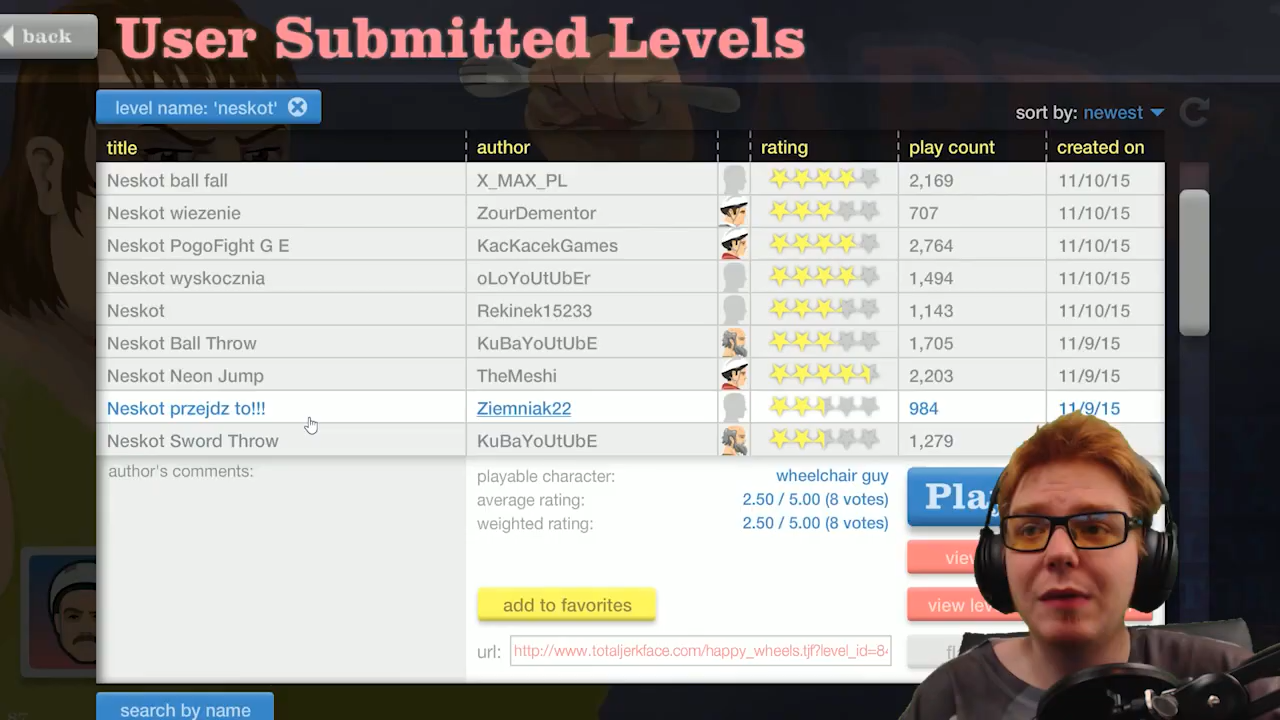 back
User Submitted Levels
level name: 'neskot'
sort by: newest
title author rating play count created on
Neskot ball fall X_MAX_PL 2,169 11/10/15
Neskot wiezenie ZourDementor 707 11/10/15
Neskot PogoFight G E KacKacekGames 2,764 11/10/15
Neskot wyskocznia oLoYoUtUbEr 1,494 11/10/15
Neskot Rekinek15233 1,143 11/10/15
Neskot Ball Throw KuBaYoUtUbE 1,705 11/9/15
Neskot Neon Jump TheMeshi 2,203 11/9/15
Neskot przejdz to!!! Ziemniak22 984 11/9/15
Neskot Sword Throw KuBaYoUtUbE 1,279
author's comments:
playable character: wheelchair guy
average rating: 2.50 / 5.00 (8 votes)
weighted rating: 2.50 / 5.00 (8 votes)
add to favorites
view
url: http://www.totaljerkface.com/happy_wheels.tjf?level_id=8
search by name